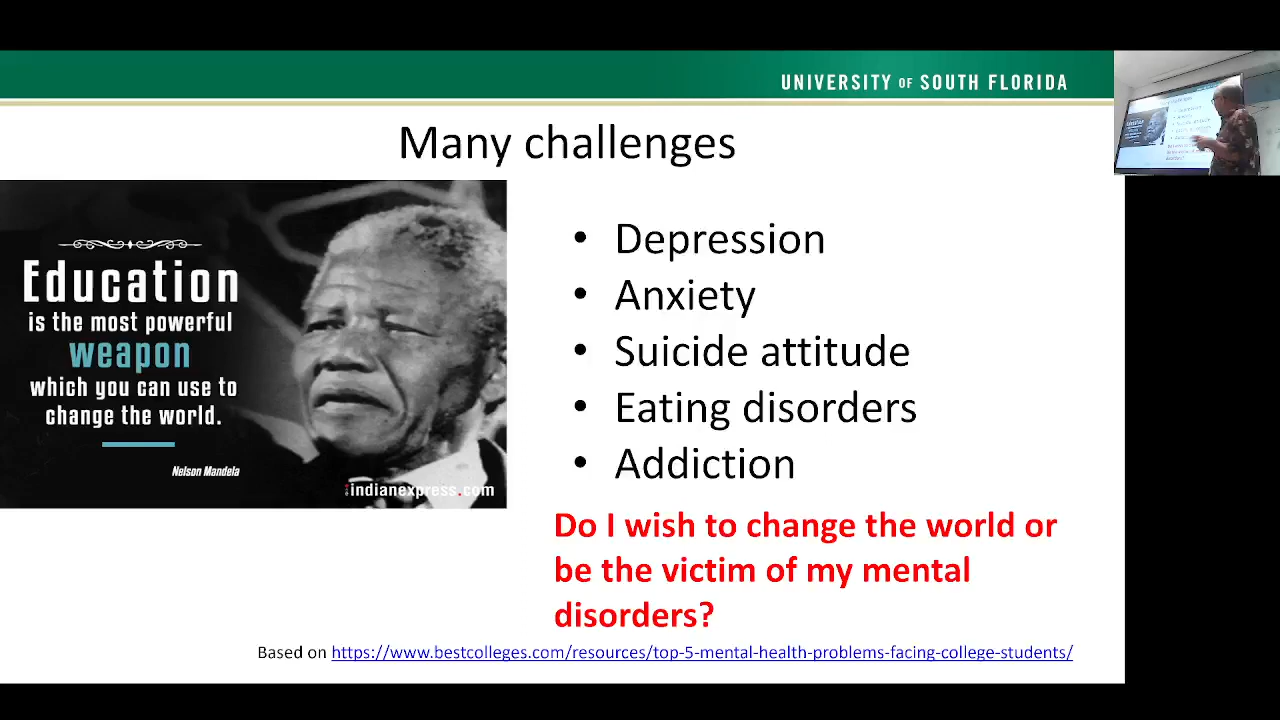 UNIVERSITY OF SOUTH FLORIDA
Many challenges
Education
is the most powerful
weapon
which you can use to
change the world.
Nelson Mandela
indianexpress.com
• Depression
• Anxiety
• Suicide attitude
• Eating disorders
• Addiction
Do I wish to change the world or
be the victim of my mental
disorders?
Based on https://www.bestcolleges.com/resources/top-5-mental-health-problems-facing-college-students/